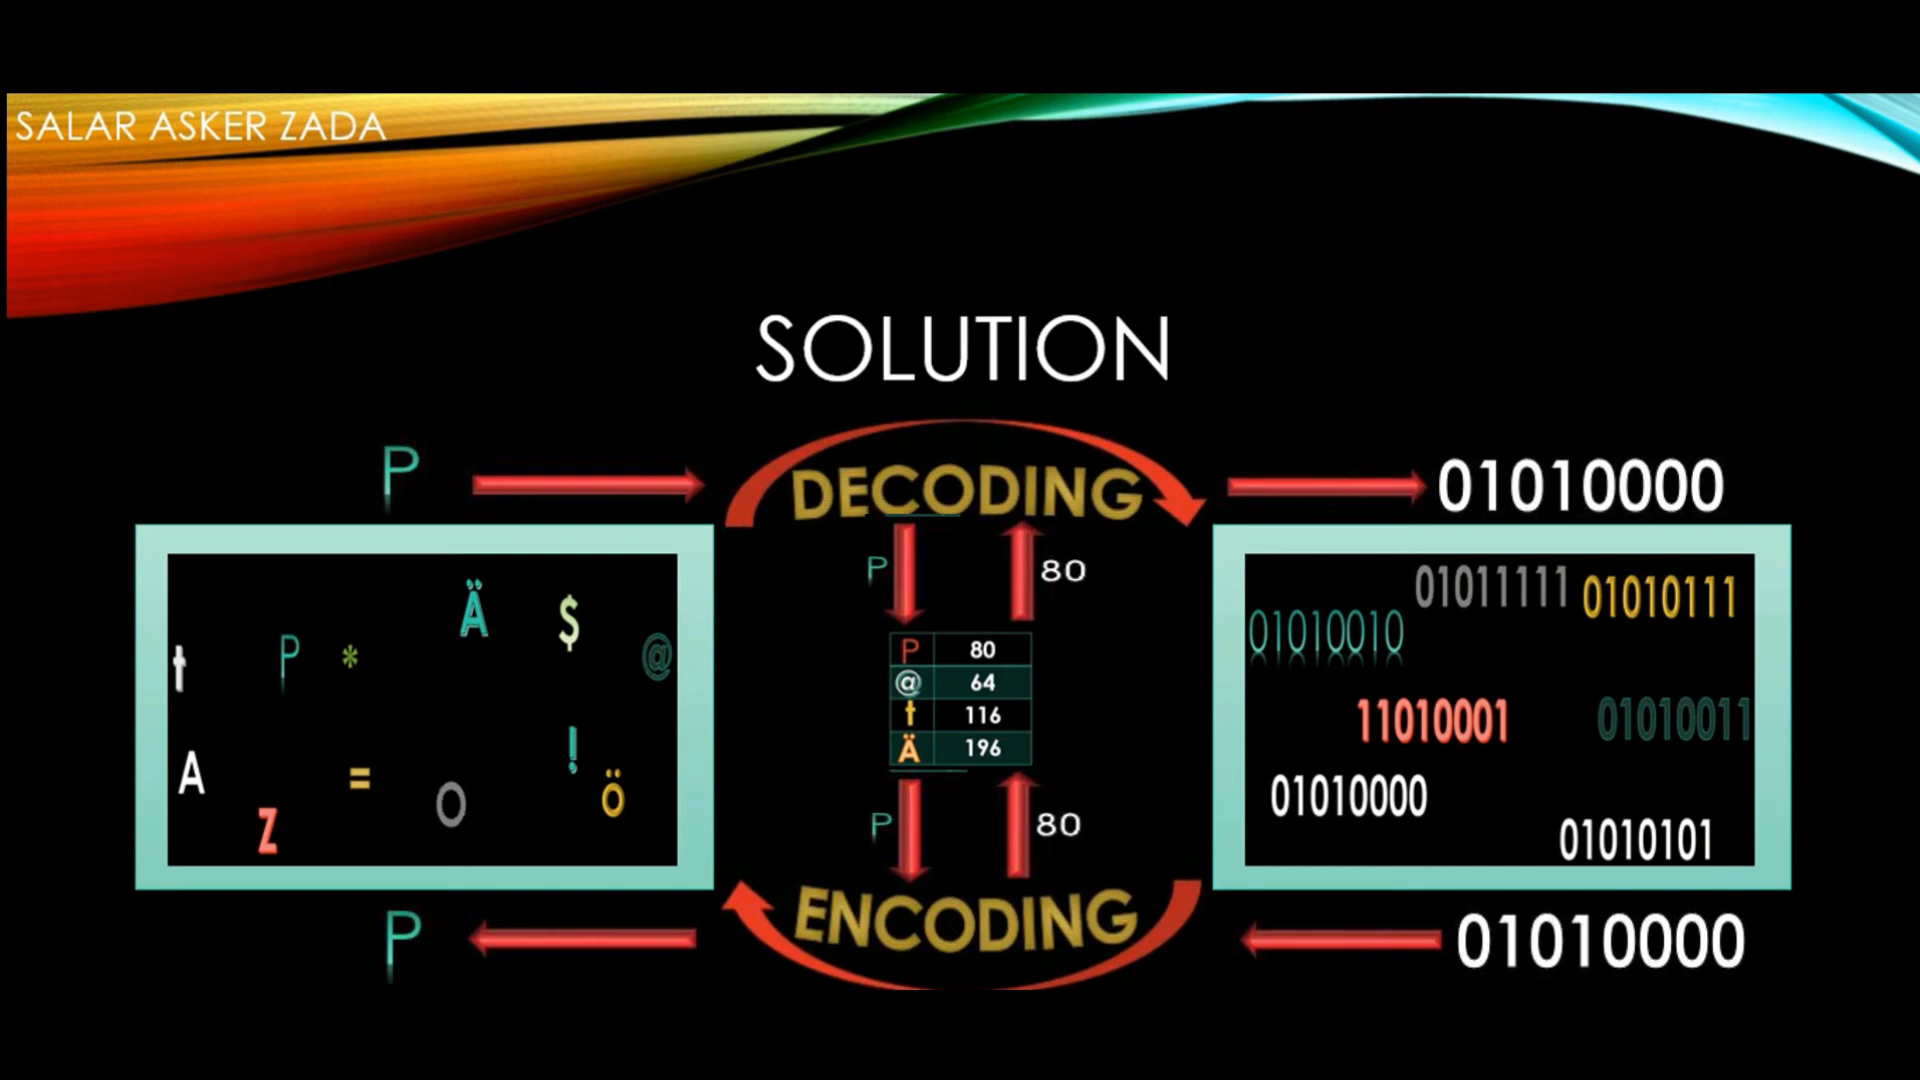 SALAR ASKER ZADA
SOLUTION
P
DECODING
01010000
P
80
Ä
$
t
P
*
@
A
=
!
Z
O
ö
P 80
@ 64
t 116
Ä 196
01011111
01010111
01010010
11010001
01010011
01010000
01010101
P
80
P
ENCODING
01010000